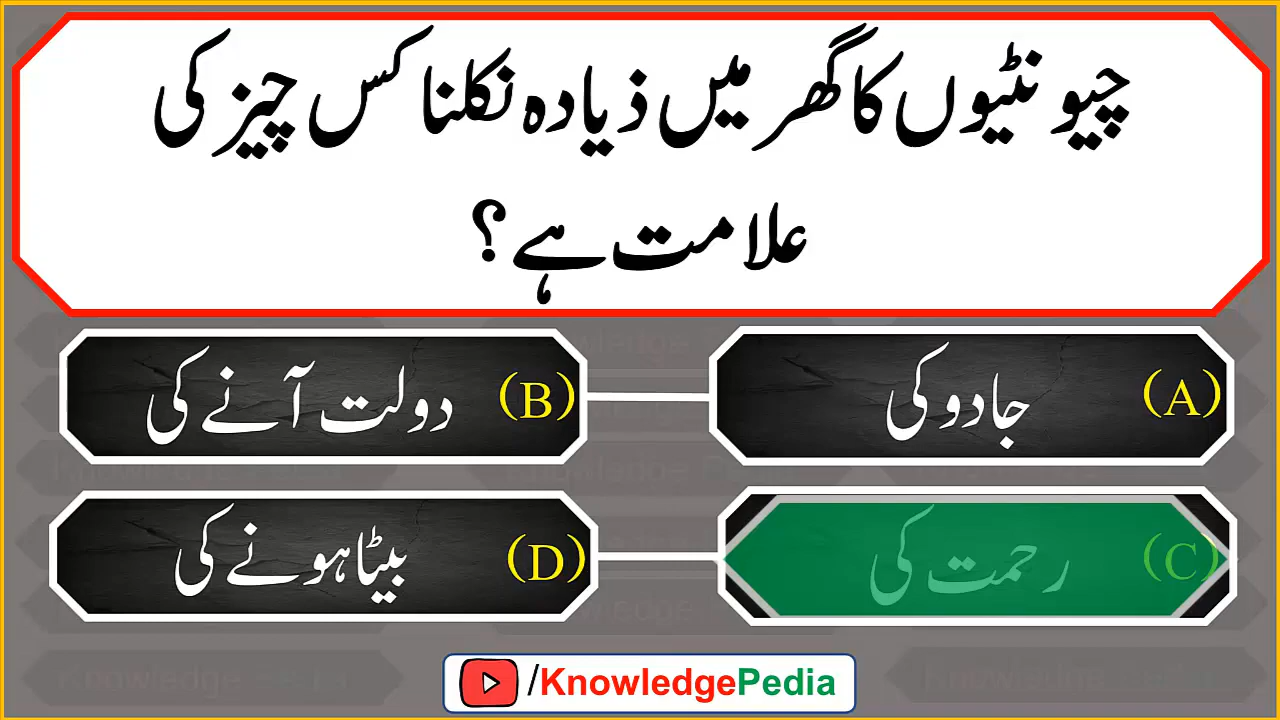 چیونٹیوں کا گھر میں ذیادہ نکلنا کس چیز کی
علامت ہے؟
(A) جادو کی
(B) دولت آنے کی
(C) رحمت کی
(D) بیٹا ہونے کی
/KnowledgePedia